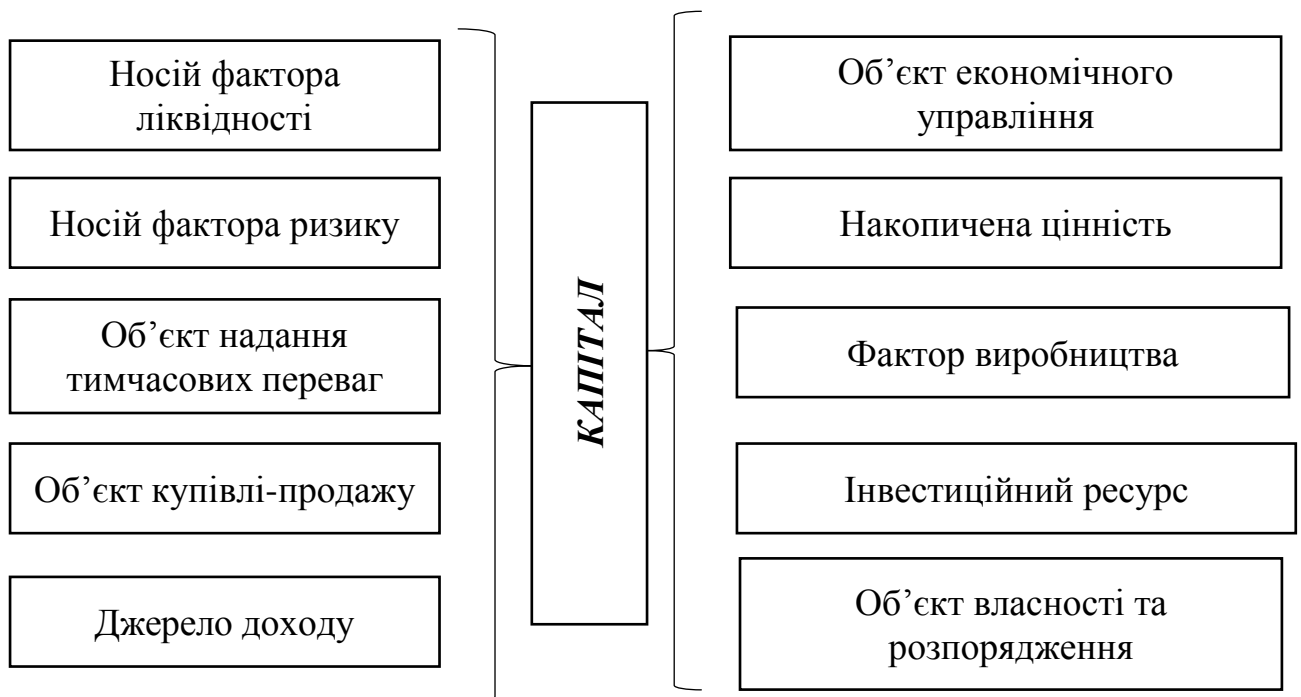 Носій фактора
ліквідності
Носій фактора ризику
Об’єкт надання
тимчасових переваг
Об’єкт купівлі-продажу
Джерело доходу
КАПІТАЛ
Об’єкт економічного
управління
Накопичена цінність
Фактор виробництва
Інвестиційний ресурс
Об’єкт власності та
розпорядження